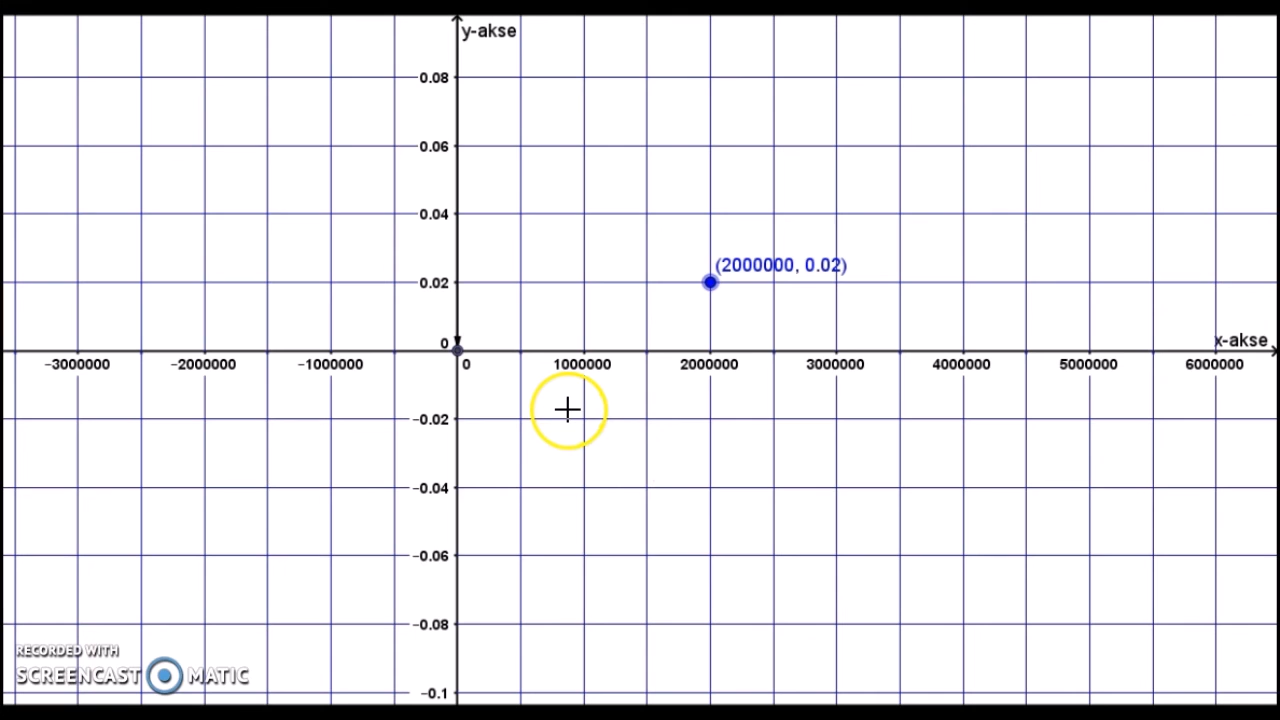 y-akse
0.08
0.06
0.04
(2000000, 0.02)
0.02
0
x-akse
−3000000 −2000000 −1000000 0 1000000 2000000 3000000 4000000 5000000 6000000
−0.02
−0.04
−0.06
−0.08
RECORDED WITH
SCREENCAST MATIC
−0.1